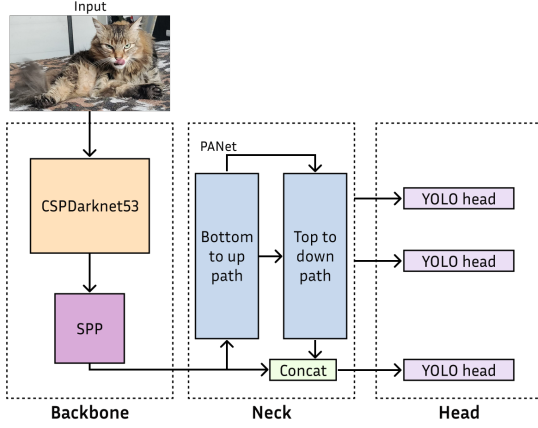 Input
PANet
CSPDarknet53
Bottom
to up
path
Top to
down
path
YOLO head
YOLO head
SPP
Concat
YOLO head
Backbone
Neck
Head